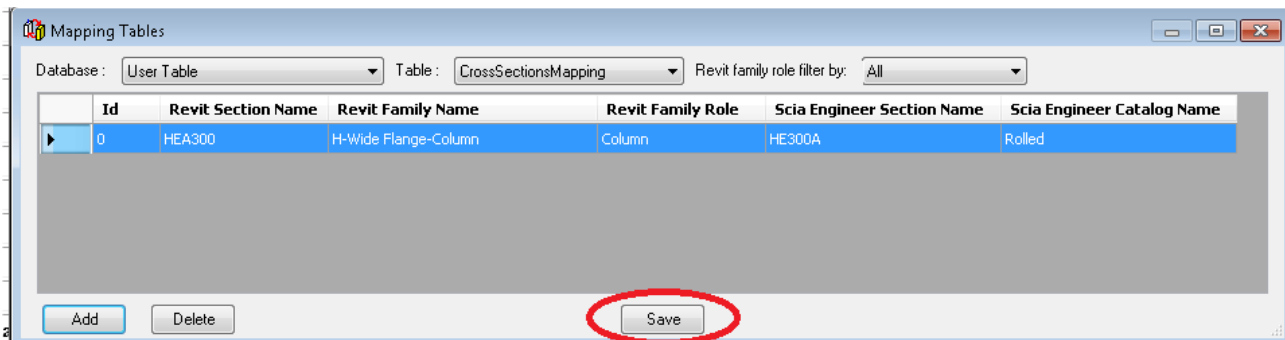 Mapping Tables
Database : User Table Table : CrossSectionsMapping Revit family role filter by: All
Id Revit Section Name Revit Family Name Revit Family Role Scia Engineer Section Name Scia Engineer Catalog Name
0 HEA300 H-Wide Flange-Column Column HE300A Rolled
Add Delete Save